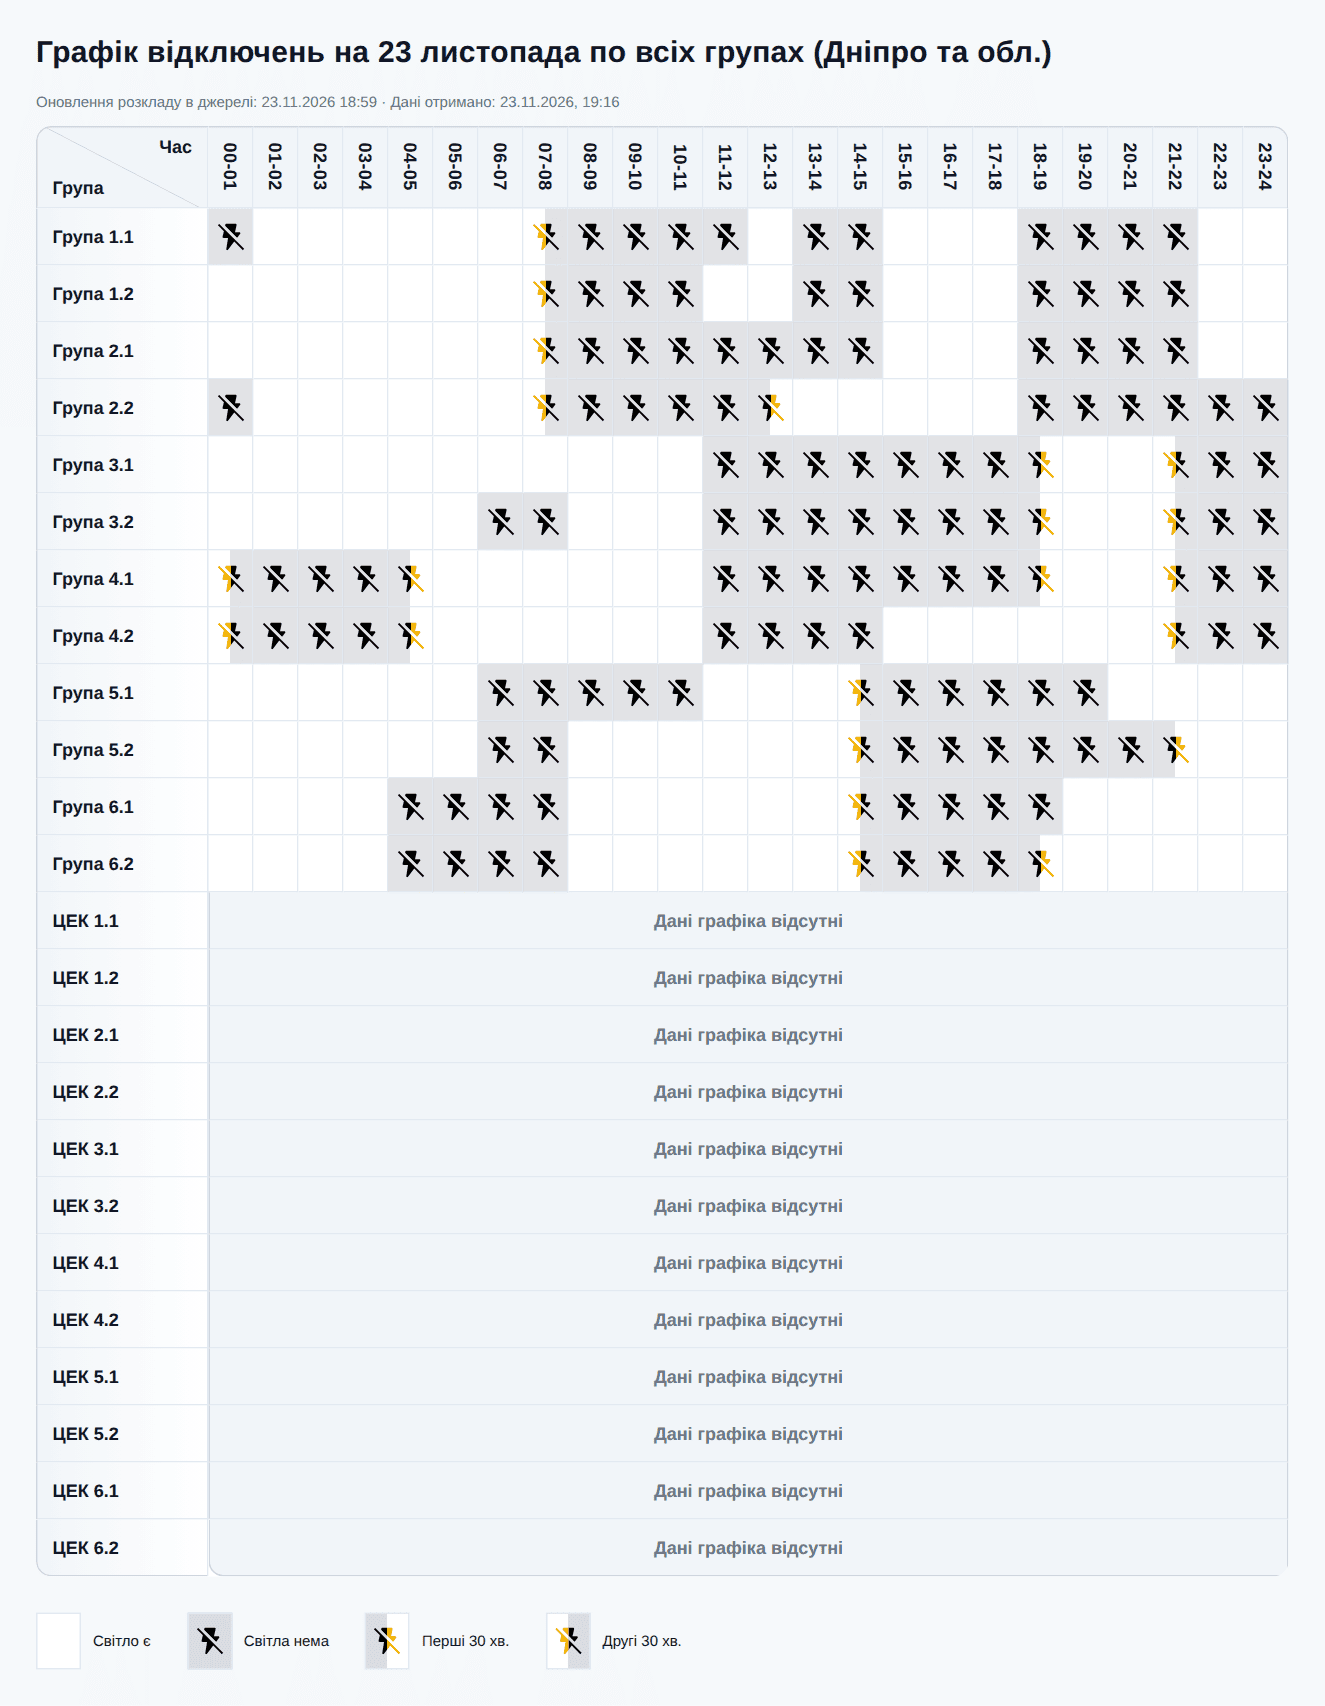 Графік відключень на 23 листопада по всіх групах (Дніпро та обл.)
Оновлення розкладу в джерелі: 23.11.2026 18:59 · Дані отримано: 23.11.2026, 19:16
Час
Група
00-01 01-02 02-03 03-04 04-05 05-06 06-07 07-08 08-09 09-10 10-11 11-12 12-13 13-14 14-15 15-16 16-17 17-18 18-19 19-20 20-21 21-22 22-23 23-24
Група 1.1
Група 1.2
Група 2.1
Група 2.2
Група 3.1
Група 3.2
Група 4.1
Група 4.2
Група 5.1
Група 5.2
Група 6.1
Група 6.2
ЦЕК 1.1 Дані графіка відсутні
ЦЕК 1.2 Дані графіка відсутні
ЦЕК 2.1 Дані графіка відсутні
ЦЕК 2.2 Дані графіка відсутні
ЦЕК 3.1 Дані графіка відсутні
ЦЕК 3.2 Дані графіка відсутні
ЦЕК 4.1 Дані графіка відсутні
ЦЕК 4.2 Дані графіка відсутні
ЦЕК 5.1 Дані графіка відсутні
ЦЕК 5.2 Дані графіка відсутні
ЦЕК 6.1 Дані графіка відсутні
ЦЕК 6.2 Дані графіка відсутні
Світло є Світла нема Перші 30 хв. Другі 30 хв.